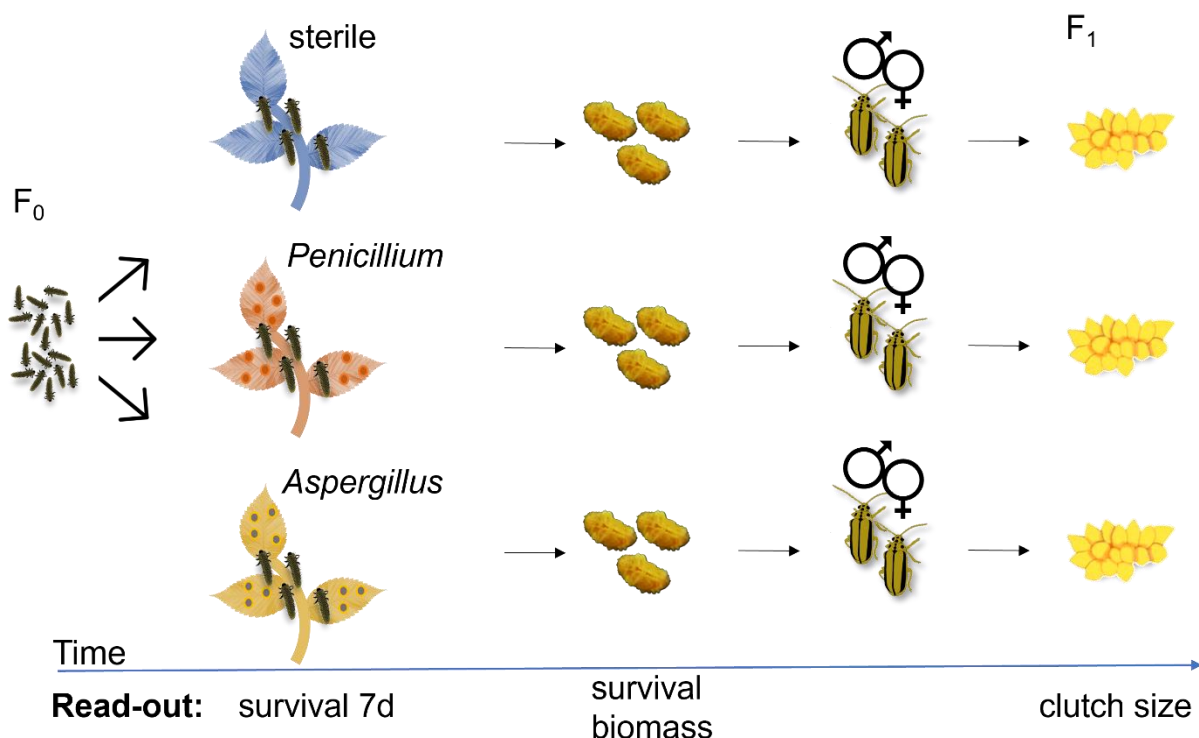 sterile
F₁
F₀
Penicillium
Aspergillus
Time
Read-out: survival 7d
survival
biomass
clutch size